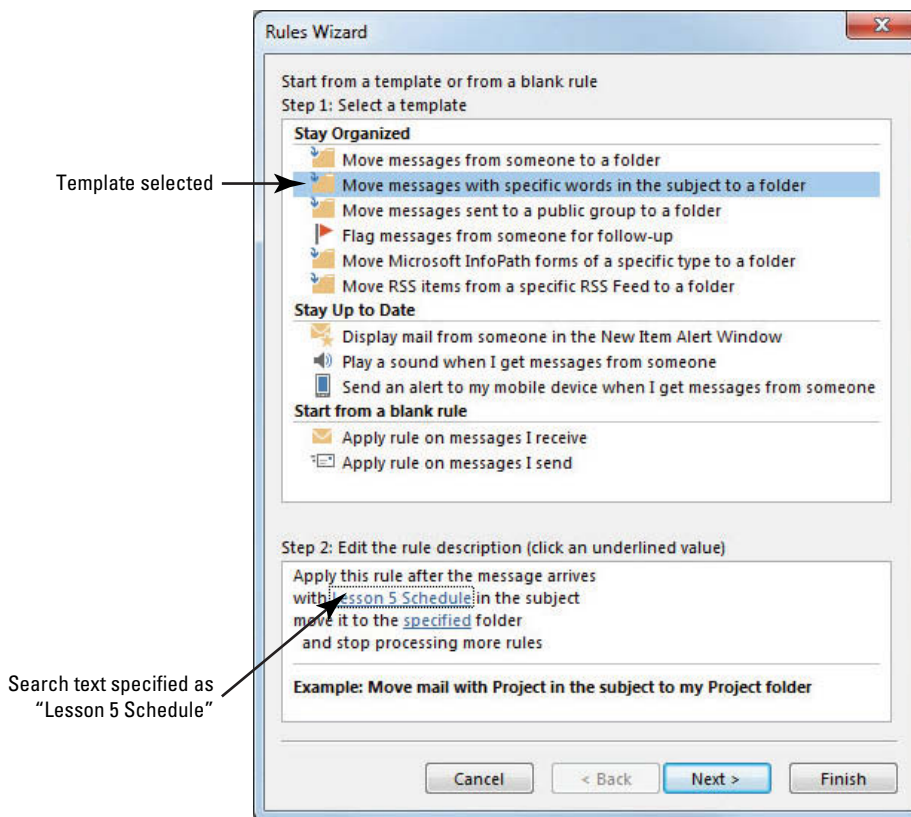 Rules Wizard
Start from a template or from a blank rule
Step 1: Select a template
Stay Organized
Move messages from someone to a folder
Template selected
Move messages with specific words in the subject to a folder
Move messages sent to a public group to a folder
Flag messages from someone for follow-up
Move Microsoft InfoPath forms of a specific type to a folder
Move RSS items from a specific RSS Feed to a folder
Stay Up to Date
Display mail from someone in the New Item Alert Window
Play a sound when I get messages from someone
Send an alert to my mobile device when I get messages from someone
Start from a blank rule
Apply rule on messages I receive
Apply rule on messages I send
Step 2: Edit the rule description (click an underlined value)
Apply this rule after the message arrives
with Lesson 5 Schedule in the subject
move it to the specified folder
and stop processing more rules
Search text specified as
“Lesson 5 Schedule”
Example: Move mail with Project in the subject to my Project folder
Cancel
< Back
Next >
Finish